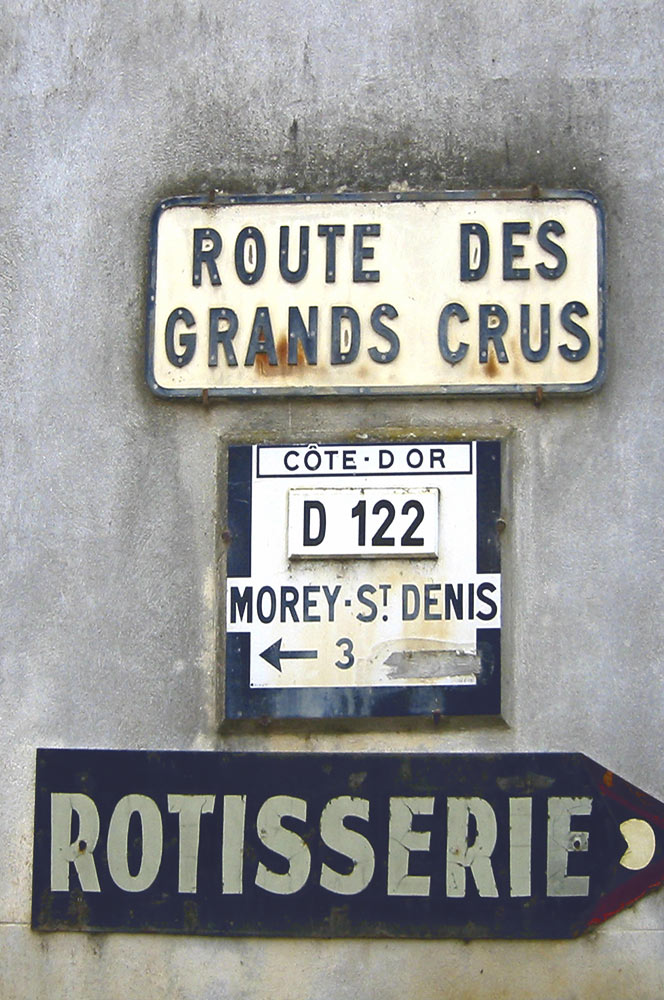 ROUTE DES
GRANDS CRUS
CÔTE-D OR
D 122
MOREY-ST. DENIS
← 3
ROTISSERIE